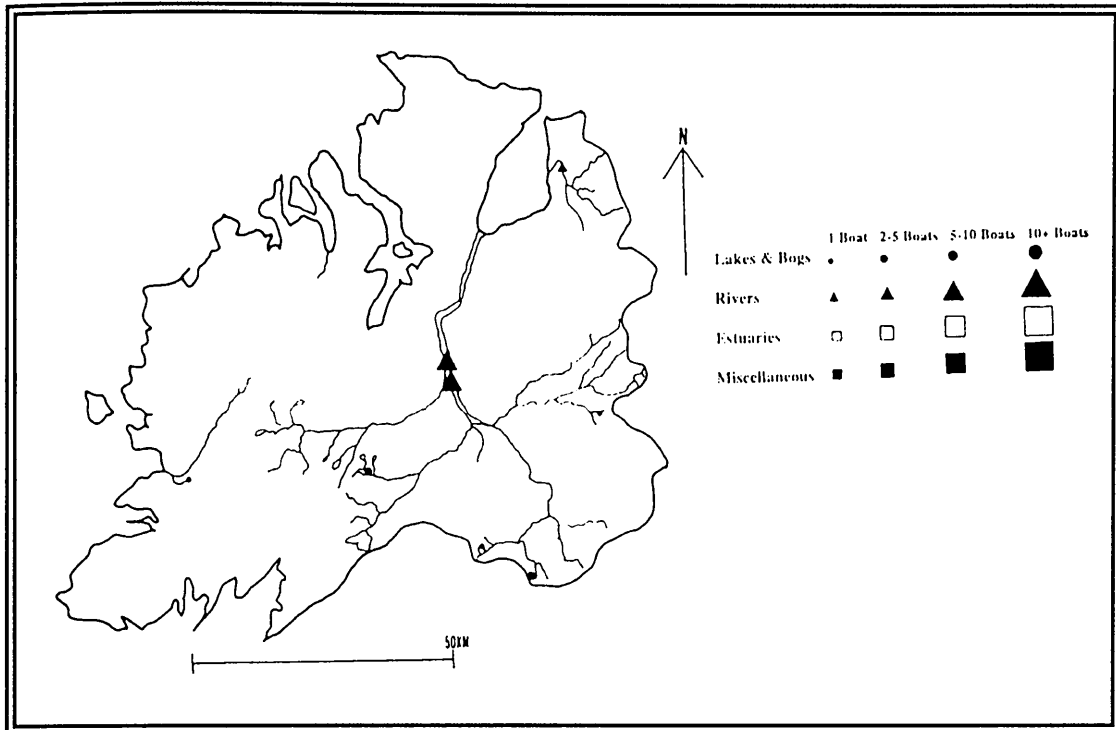 N
1 Boat 2-5 Boats 5-10 Boats 10+ Boats
Lakes & Bogs
Rivers
Estuaries
Miscellaneous
50KM